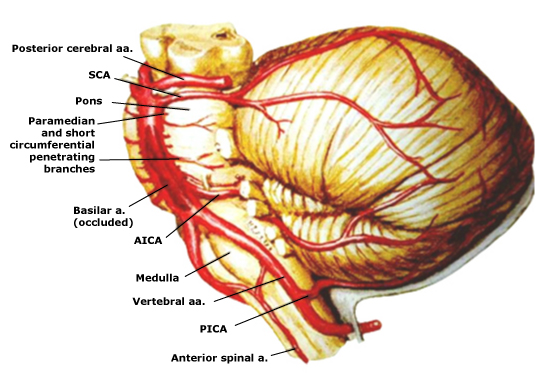 Posterior cerebral aa.
SCA
Pons
Paramedian
and short
circumferential
penetrating
branches
Basilar a.
(occluded)
AICA
Medulla
Vertebral aa.
PICA
Anterior spinal a.